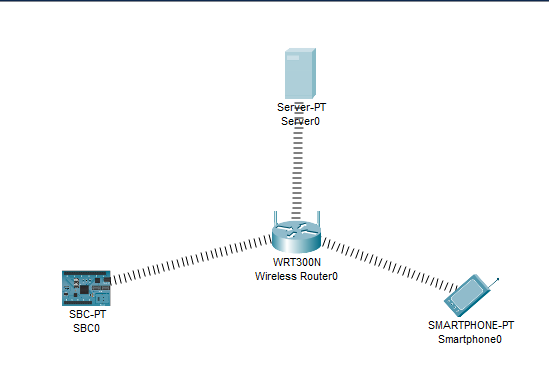 Server-PT
Server0
WRT300N
Wireless Router0
SBC-PT
SBC0
SMARTPHONE-PT
Smartphone0